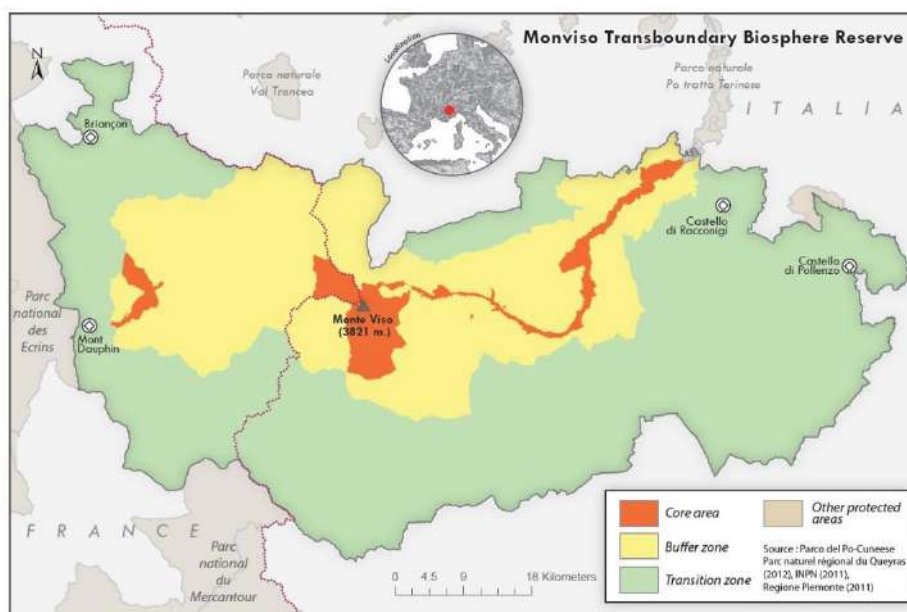 Monviso Transboundary Biosphere Reserve
Localization
N
Parco naturale
Val Troncea
Parco naturale
Po tratto Torinese
I T A L I A
Briançon
Castello
di Racconigi
Castello
di Pollenzo
Parc
national
des
Ecrins
Mont
Dauphin
Monte Viso
(3821 m.)
F R A N C E
Parc
national du
Mercantour
0 4.5 9 18 Kilometers
Core area
Other protected
areas
Buffer zone
Transition zone
Source : Parco del Po-Cuneese
Parc naturel régional du Queyras
(2012), INPN (2011),
Regione Piemonte (2011)